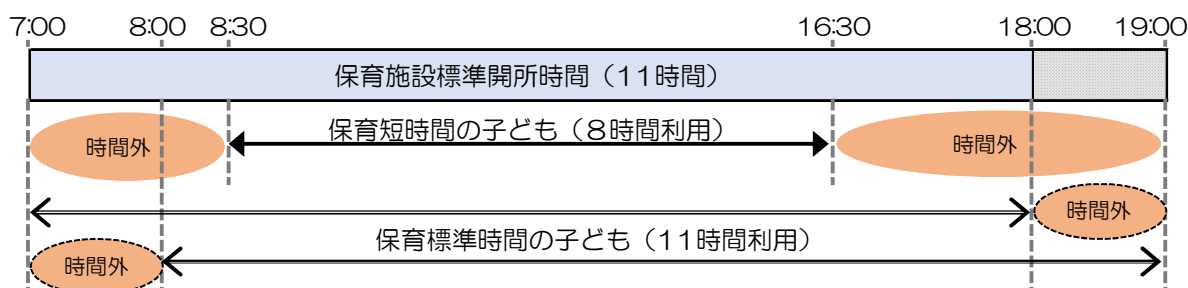 7:00 8:00 8:30 16:30 18:00 19:00
保育施設標準開所時間（11時間）
時間外 保育短時間の子ども（８時間利用） 時間外
時間外
保育標準時間の子ども（11時間利用）
時間外